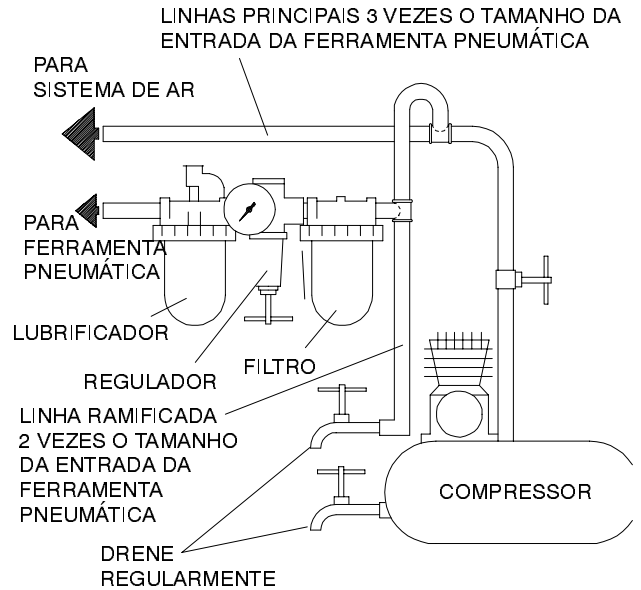 LINHAS PRINCIPAIS 3 VEZES O TAMANHO DA
ENTRADA DA FERRAMENTA PNEUMÁTICA
PARA
SISTEMA DE AR
PARA
FERRAMENTA
PNEUMÁTICA
LUBRIFICADOR
REGULADOR
FILTRO
LINHA RAMIFICADA
2 VEZES O TAMANHO
DA ENTRADA DA
FERRAMENTA
PNEUMÁTICA
COMPRESSOR
DRENE
REGULARMENTE